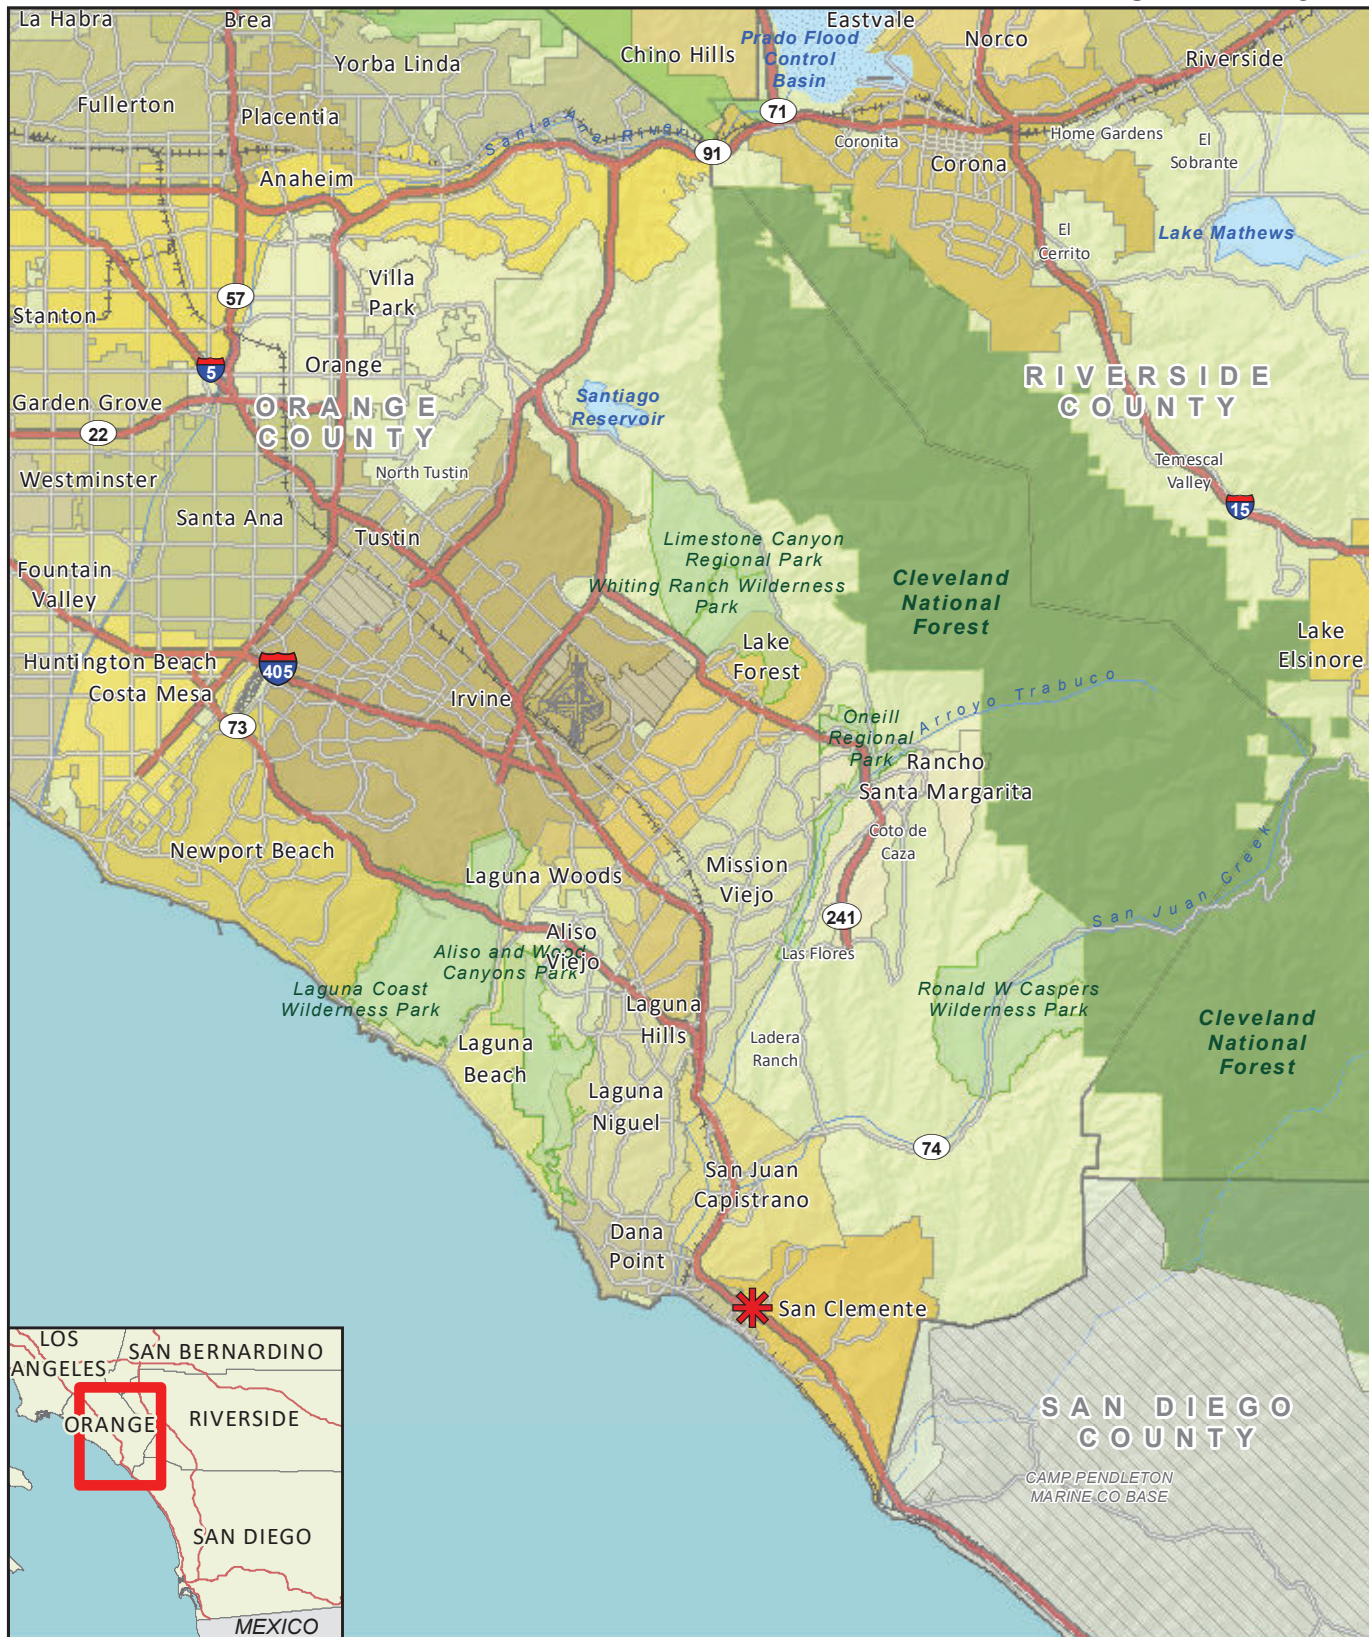 La Habra
Brea
Eastvale
Yorba Linda
Chino Hills
Prado Flood
Control
Basin
Norco
Riverside
Fullerton
Placentia
71
Santa Ana River
91
Coronita
Home Gardens
El
Sobrante
Corona
Anaheim
El
Cerrito
Lake Mathews
Villa
Park
57
Stanton
Orange
5
RIVERSIDE
COUNTY
Garden Grove
ORANGE
COUNTY
Santiago
Reservoir
22
Westminster
North Tustin
Temescal
Valley
15
Santa Ana
Tustin
Limestone Canyon
Regional Park
Whiting Ranch Wilderness
Park
Fountain
Valley
Cleveland
National
Forest
Lake
Elsinore
Lake
Forest
Huntington Beach
405
Costa Mesa
Irvine
Arroyo Trabuco
73
Oneill
Regional
Park
Rancho
Santa Margarita
Coto de
Caza
Newport Beach
Laguna Woods
Mission
Viejo
San Juan Creek
241
Aliso
Viejo
Aliso and Wood
Canyons Park
Las Flores
Laguna Coast
Wilderness Park
Ronald W Caspers
Wilderness Park
Laguna
Hills
Cleveland
National
Forest
Laguna
Beach
Ladera
Ranch
Laguna
Niguel
74
San Juan
Capistrano
Dana
Point
San Clemente
SAN DIEGO
COUNTY
CAMP PENDLETON
MARINE CO BASE
LOS
ANGELES
SAN BERNARDINO
ORANGE
RIVERSIDE
SAN DIEGO
MEXICO